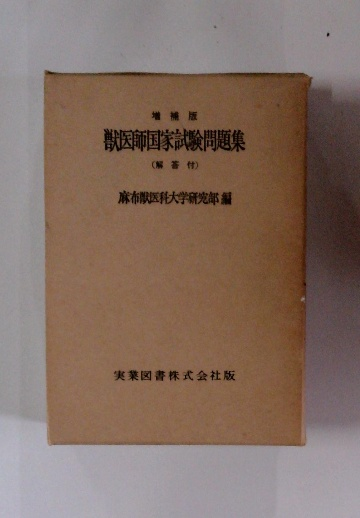 増補版
獣医師国家試験問題集
(解答付)
麻布獣医科大学研究部編
実業図書株式会社版